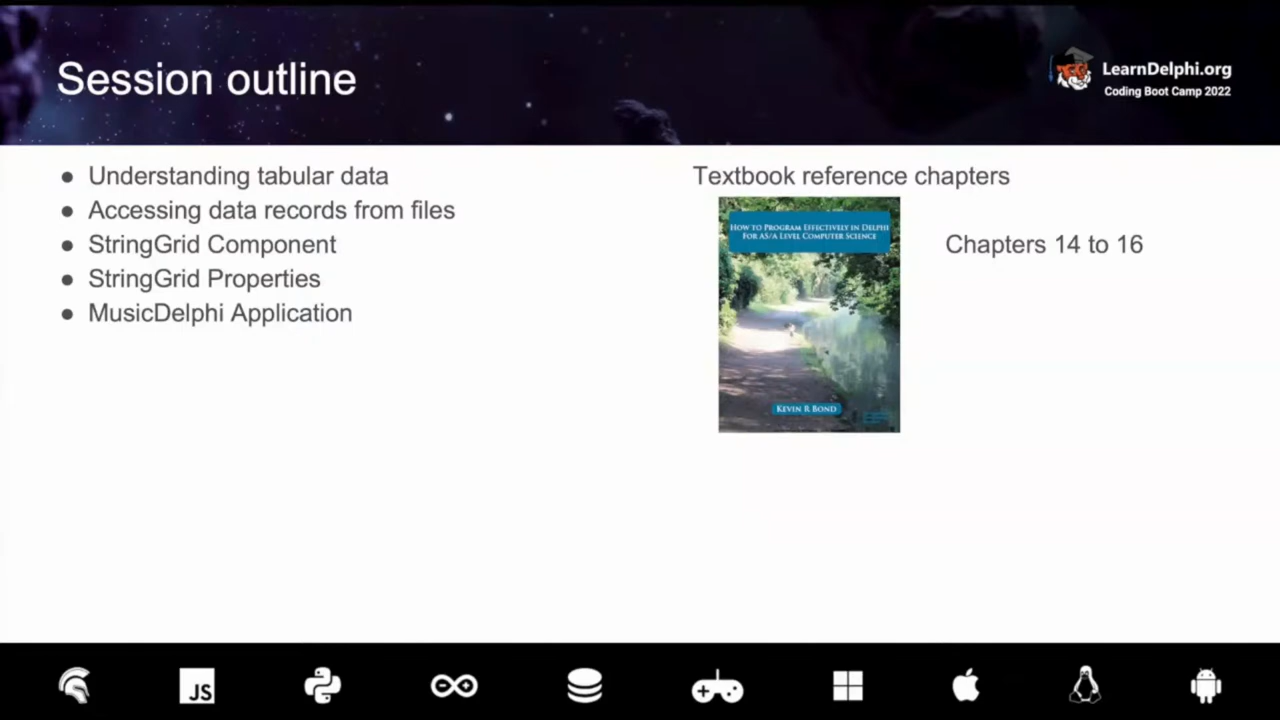 Session outline
LearnDelphi.org
Coding Boot Camp 2022
● Understanding tabular data
● Accessing data records from files
● StringGrid Component
● StringGrid Properties
● MusicDelphi Application
Textbook reference chapters
How to Program Effectively in Delphi
for AS/A Level Computer Science
Kevin R Bond
Chapters 14 to 16
JS